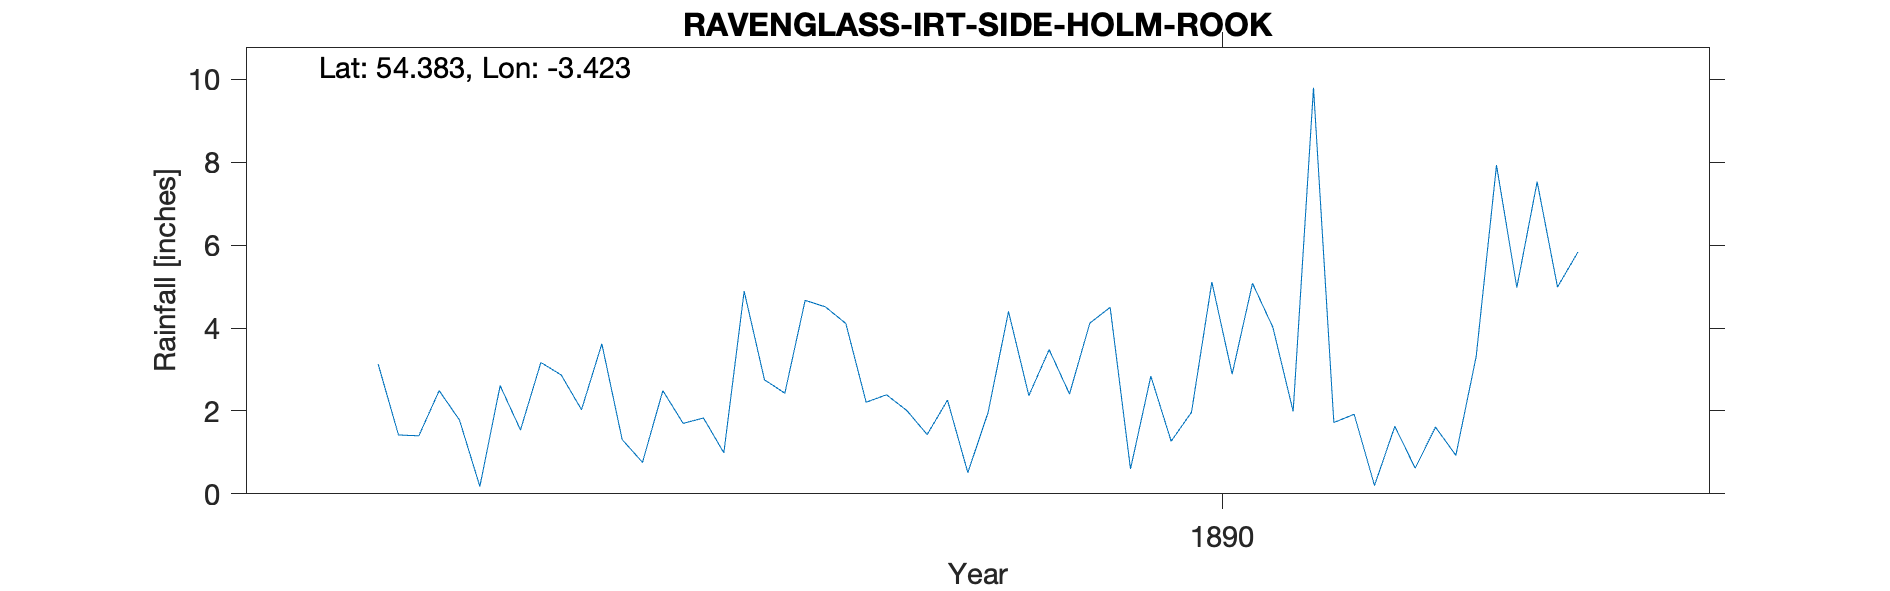 RAVENGLASS-IRT-SIDE-HOLM-ROOK
Lat: 54.383, Lon: -3.423
10
8
6
4
2
0
Rainfall [inches]
1890
Year